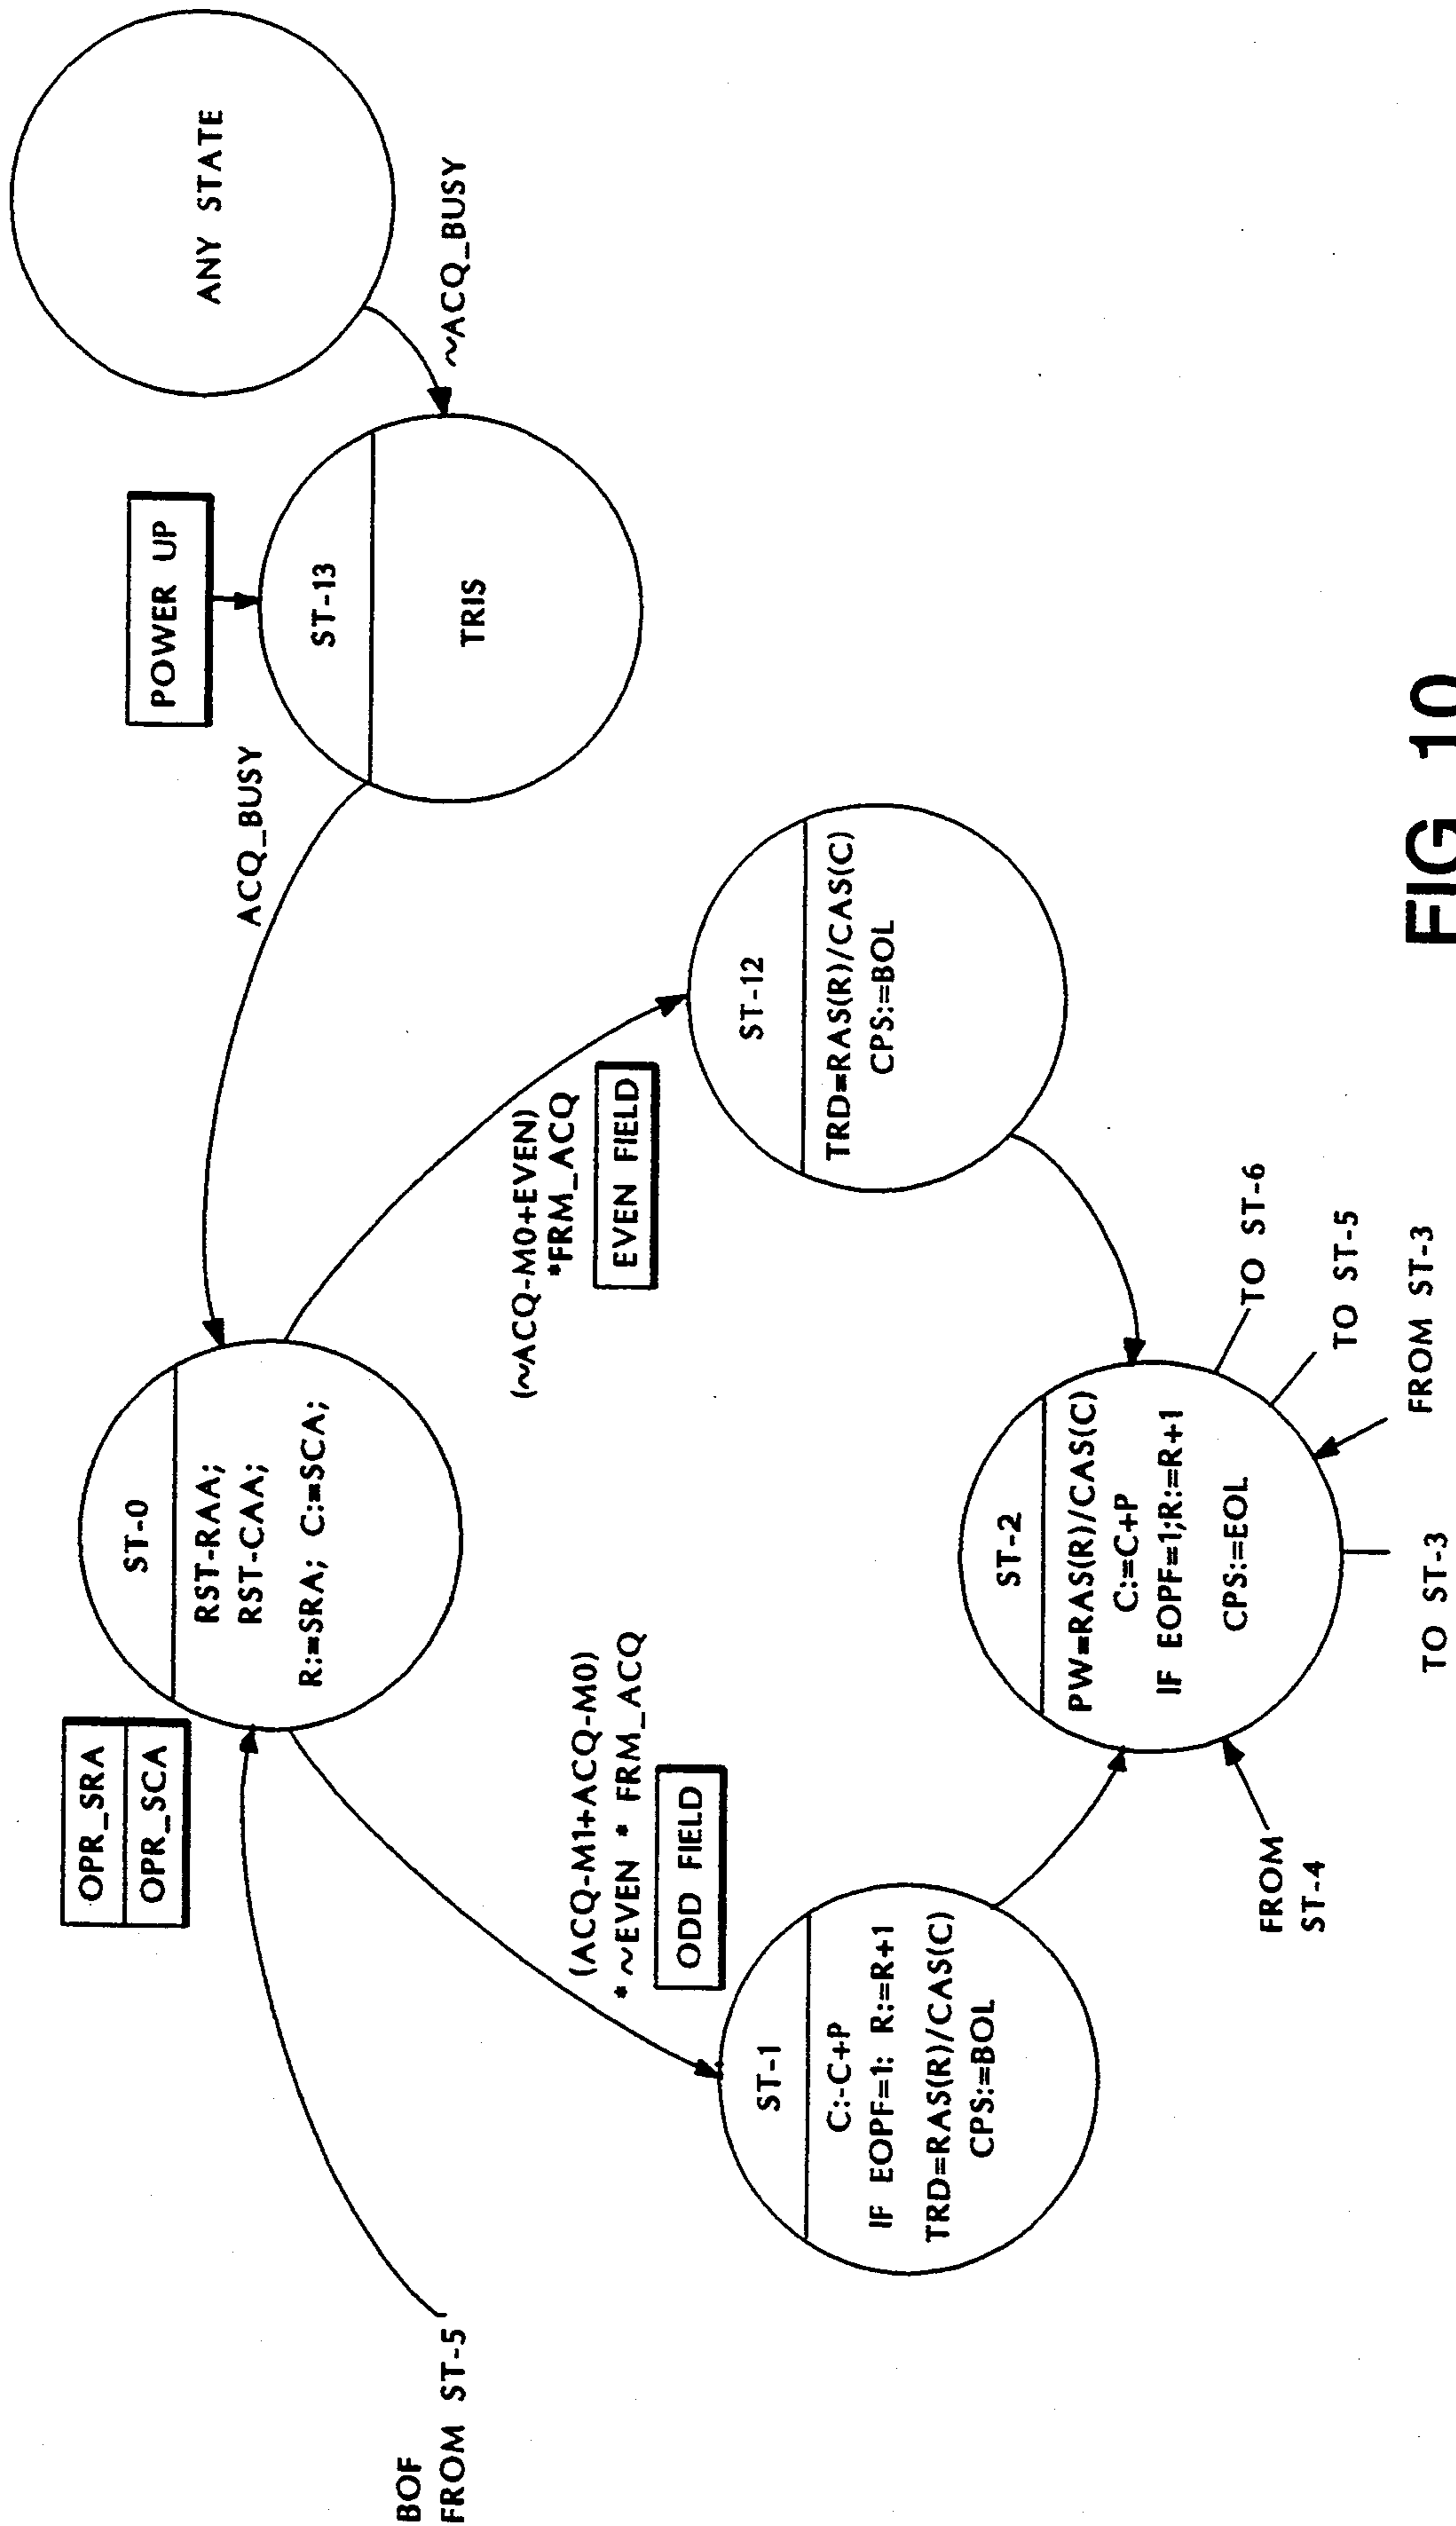 BOF
FROM ST-5
OPR_SRA
OPR_SCA
ST-0
RST-RAA;
RST-CAA;
R:=SRA; C:=SCA;
ACQ_BUSY
POWER UP
ST-13
TRIS
ANY STATE
~ACQ_BUSY
(ACQ-M1+ACQ-M0)
*~EVEN * FRM_ACQ
ODD FIELD
(~ACQ-M0+EVEN)
*FRM_ACQ
EVEN FIELD
ST-1
C:-C+P
IF EOPF=1: R:=R+1
TRD=RAS(R)/CAS(C)
CPS:=BOL
ST-12
TRD=RAS(R)/CAS(C)
CPS:=BOL
ST-2
PW=RAS(R)/CAS(C)
C:=C+P
IF EOPF=1;R:=R+1
CPS:=EOL
FROM
ST-4
TO ST-3
FROM ST-3
TO ST-5
TO ST-6
FIG 10